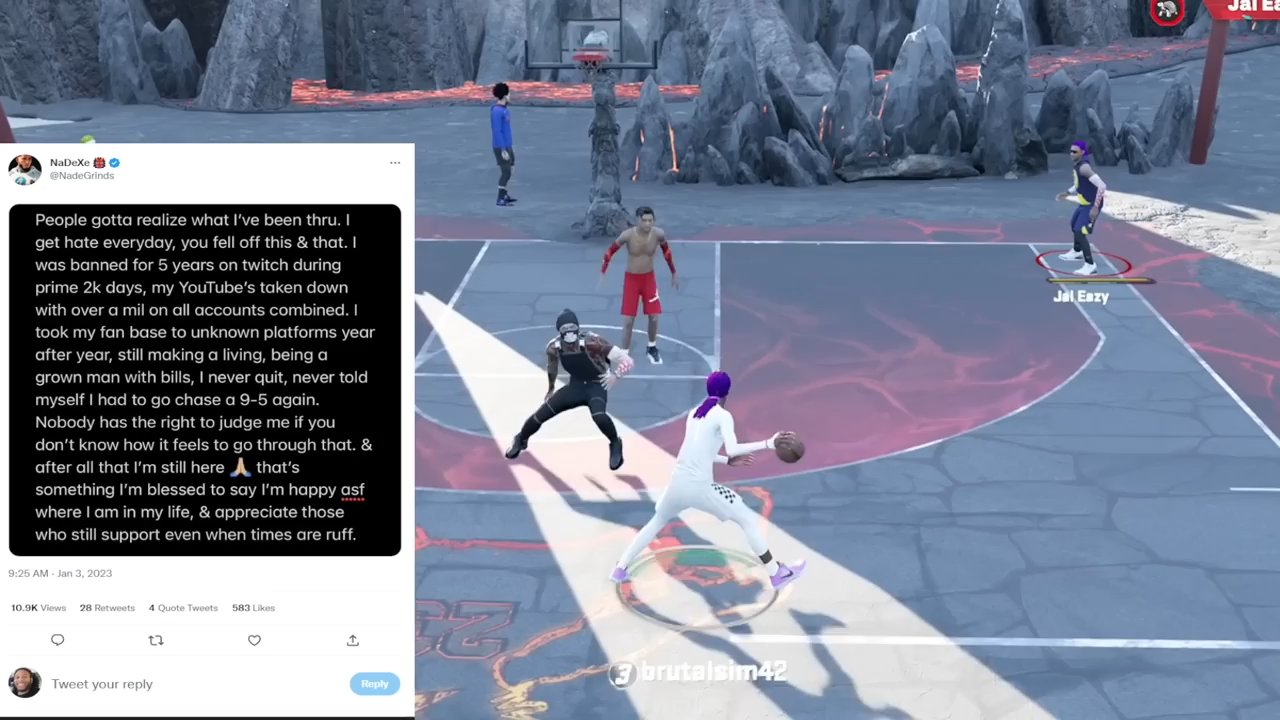 Jai Ea
NaDeXe 👹 
@NadeGrinds
People gotta realize what I've been thru. I
get hate everyday, you fell off this & that. I
was banned for 5 years on twitch during
prime 2k days, my YouTube's taken down
with over a mil on all accounts combined. I
took my fan base to unknown platforms year
after year, still making a living, being a
grown man with bills, I never quit, never told
myself I had to go chase a 9-5 again.
Nobody has the right to judge me if you
don't know how it feels to go through that. &
after all that I'm still here 🙏🏼 that's
something I'm blessed to say I'm happy asf
where I am in my life, & appreciate those
who still support even when times are ruff.
9:25 AM · Jan 3, 2023
10.9K Views 28 Retweets 4 Quote Tweets 583 Likes
Tweet your reply
Reply
Jai Eazy
3 brutalsim42